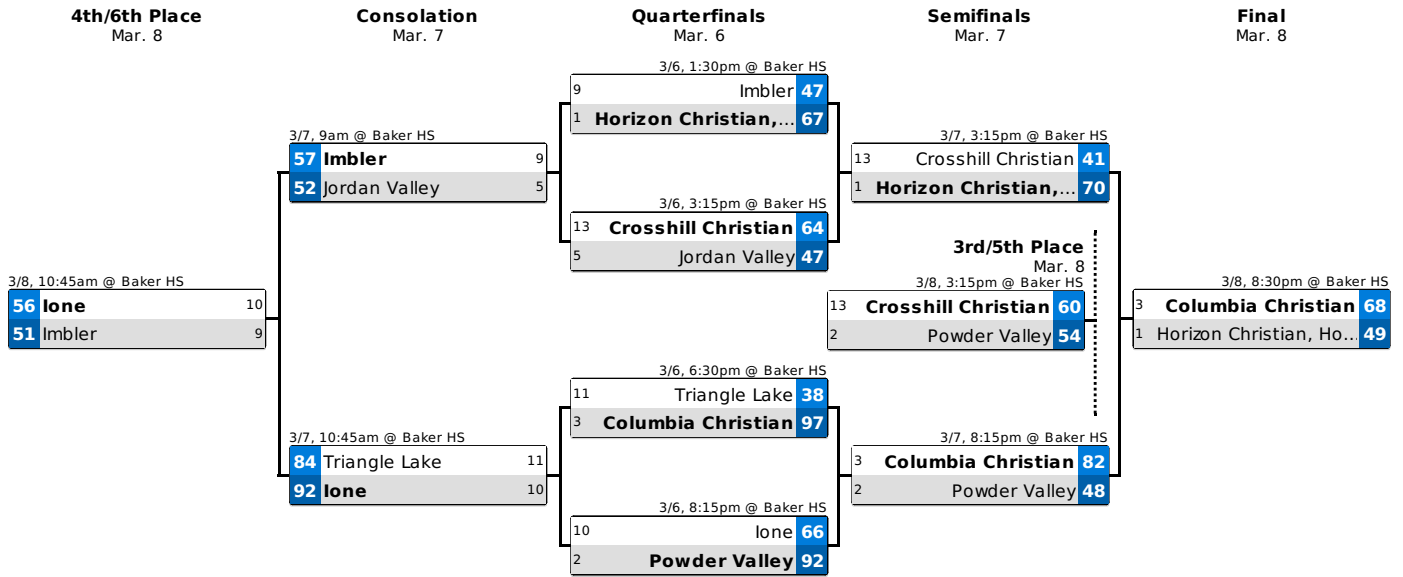 4th/6th Place
Mar. 8
Consolation
Mar. 7
Quarterfinals
Mar. 6
Semifinals
Mar. 7
Final
Mar. 8
3/8, 10:45am @ Baker HS
56 Ione 10
51 Imbler 9
3/7, 9am @ Baker HS
57 Imbler 9
52 Jordan Valley 5
3/7, 10:45am @ Baker HS
84 Triangle Lake 11
92 Ione 10
3/6, 1:30pm @ Baker HS
9 Imbler 47
1 Horizon Christian,... 67
3/6, 3:15pm @ Baker HS
13 Crosshill Christian 64
5 Jordan Valley 47
3/6, 6:30pm @ Baker HS
11 Triangle Lake 38
3 Columbia Christian 97
3/6, 8:15pm @ Baker HS
10 Ione 66
2 Powder Valley 92
3/7, 3:15pm @ Baker HS
13 Crosshill Christian 41
1 Horizon Christian,... 70
3rd/5th Place
Mar. 8
3/8, 3:15pm @ Baker HS
13 Crosshill Christian 60
2 Powder Valley 54
3/7, 8:15pm @ Baker HS
3 Columbia Christian 82
2 Powder Valley 48
3/8, 8:30pm @ Baker HS
3 Columbia Christian 68
1 Horizon Christian, Ho... 49